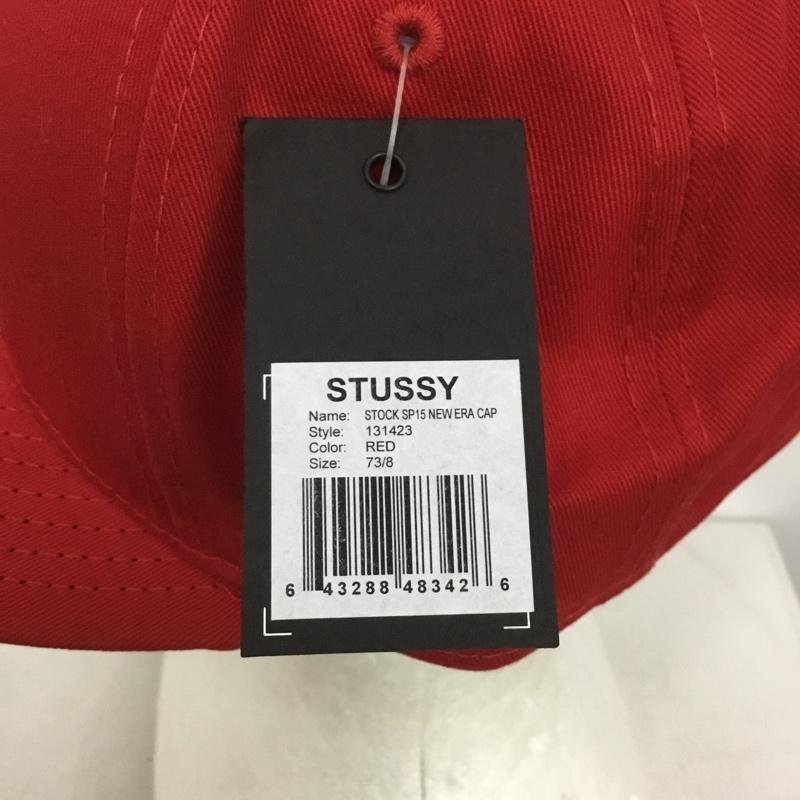 STUSSY
Name: STOCK SP15 NEW ERA CAP
Style: 131423
Color: RED
Size: 73/8
6 43288 48342 6